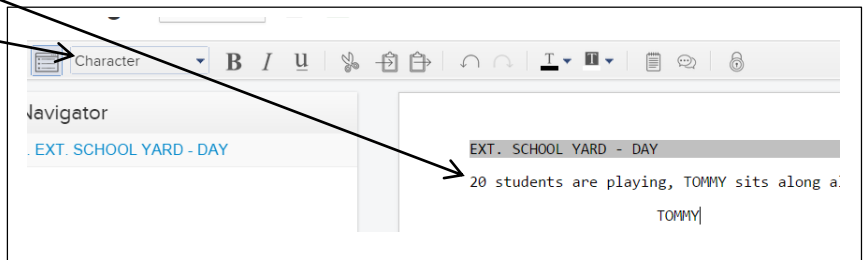 Character B I u T T
Navigator
. EXT. SCHOOL YARD - DAY
EXT. SCHOOL YARD - DAY
20 students are playing, TOMMY sits along
TOMMY